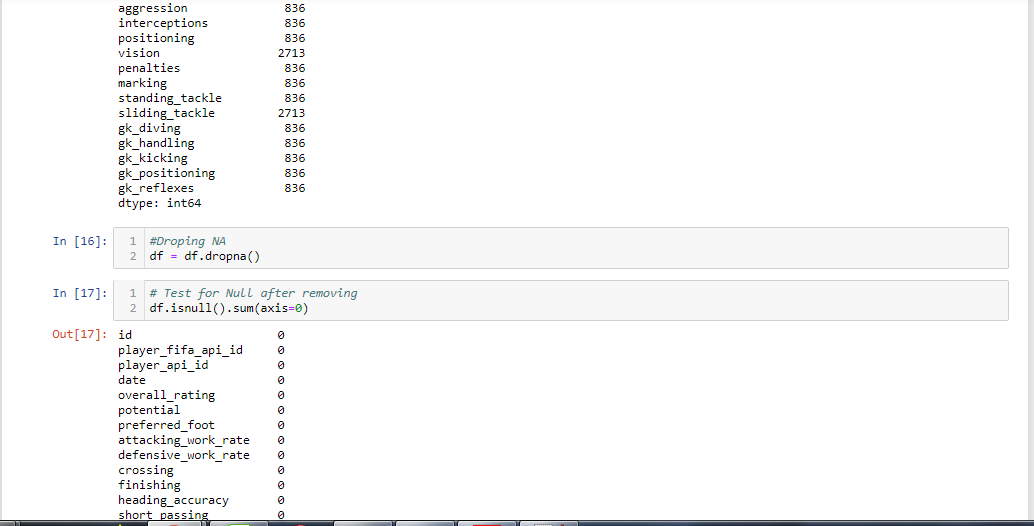 aggression 836
interceptions 836
positioning 836
vision 2713
penalties 836
marking 836
standing_tackle 836
sliding_tackle 2713
gk_diving 836
gk_handling 836
gk_kicking 836
gk_positioning 836
gk_reflexes 836
dtype: int64
In [16]: 1 #Droping NA
2 df = df.dropna()
In [17]: 1 # Test for Null after removing
2 df.isnull().sum(axis=0)
Out[17]: id 0
player_fifa_api_id 0
player_api_id 0
date 0
overall_rating 0
potential 0
preferred_foot 0
attacking_work_rate 0
defensive_work_rate 0
crossing 0
finishing 0
heading_accuracy 0
short_passing 0